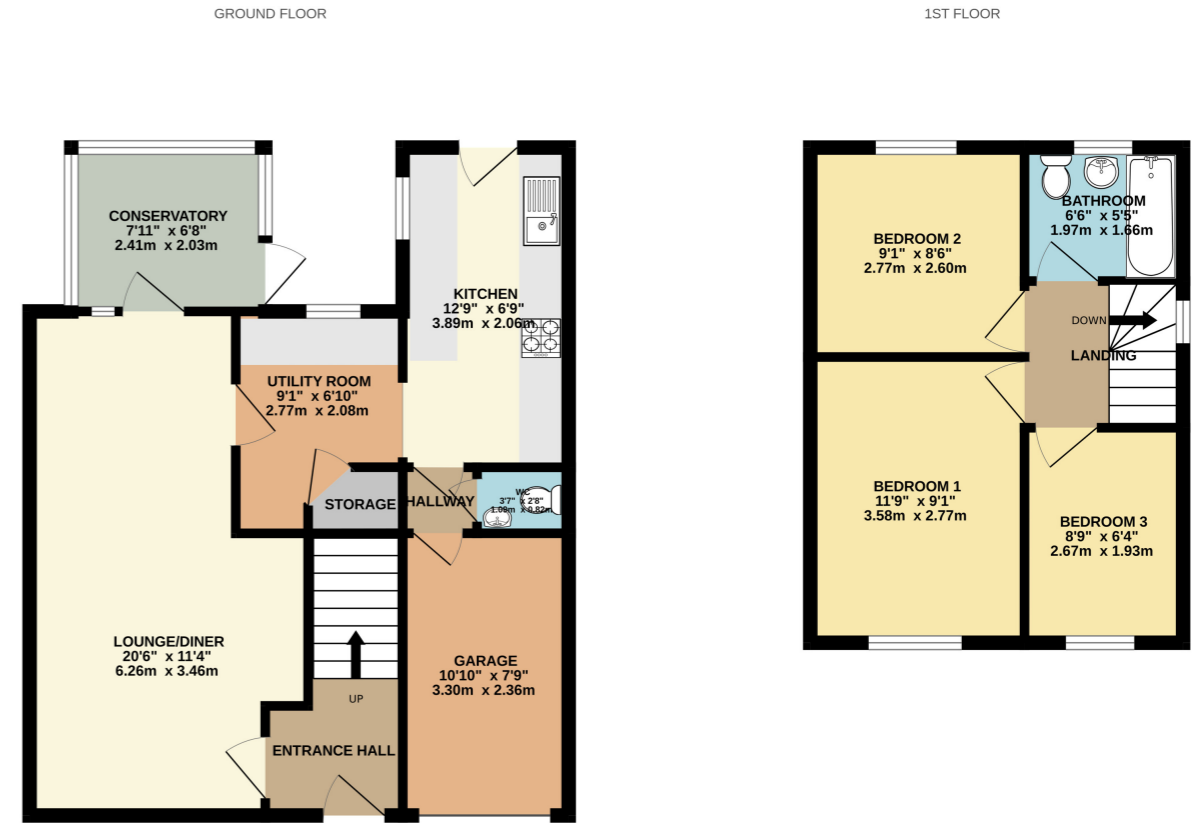 GROUND FLOOR
1ST FLOOR
CONSERVATORY
7'11" x 6'8"
2.41m x 2.03m
KITCHEN
12'9" x 6'9"
3.89m x 2.06m
UTILITY ROOM
9'1" x 6'10"
2.77m x 2.08m
STORAGE
HALLWAY
WC
3'7" x 2'8"
1.09m x 0.82m
LOUNGE/DINER
20'6" x 11'4"
6.26m x 3.46m
GARAGE
10'10" x 7'9"
3.30m x 2.36m
UP
ENTRANCE HALL
BEDROOM 2
9'1" x 8'6"
2.77m x 2.60m
BATHROOM
6'6" x 5'5"
1.97m x 1.66m
DOWN
LANDING
BEDROOM 1
11'9" x 9'1"
3.58m x 2.77m
BEDROOM 3
8'9" x 6'4"
2.67m x 1.93m